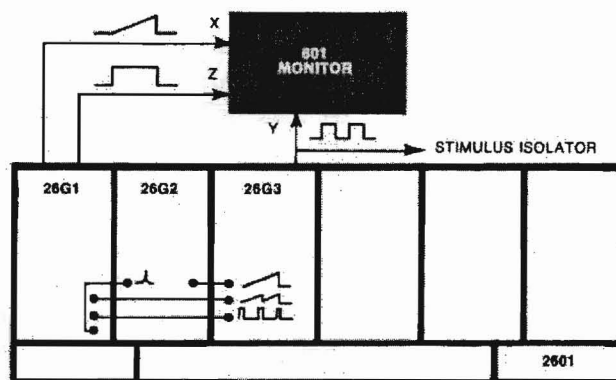 X
601
MONITOR
Z
Y
STIMULUS ISOLATOR
26G1
26G2
26G3
2601